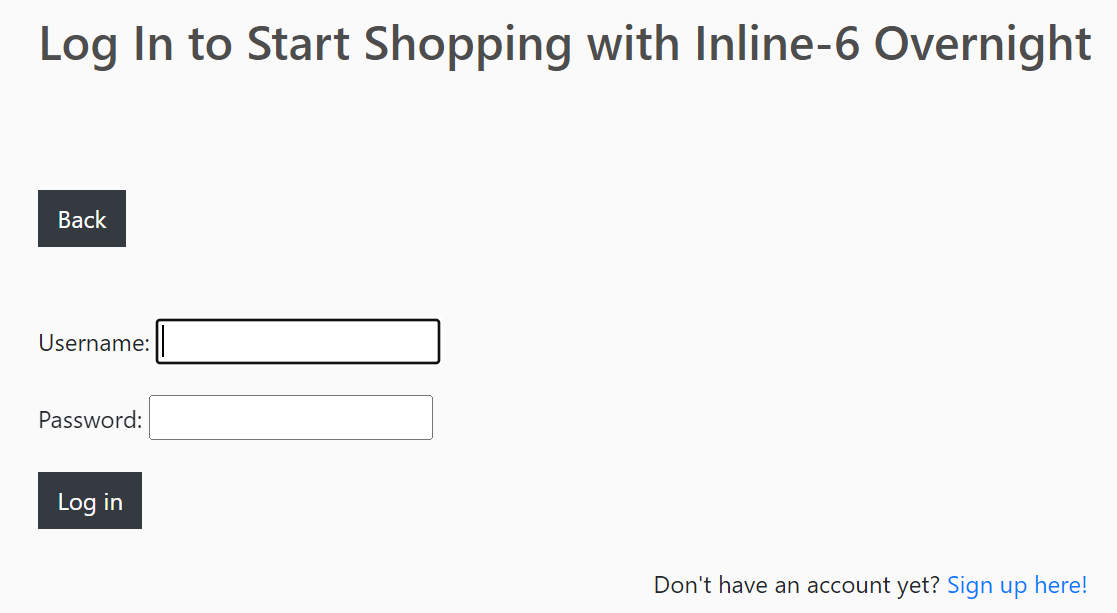 Log In to Start Shopping with Inline-6 Overnight
Back
Username:
Password:
Log in
Don't have an account yet? Sign up here!